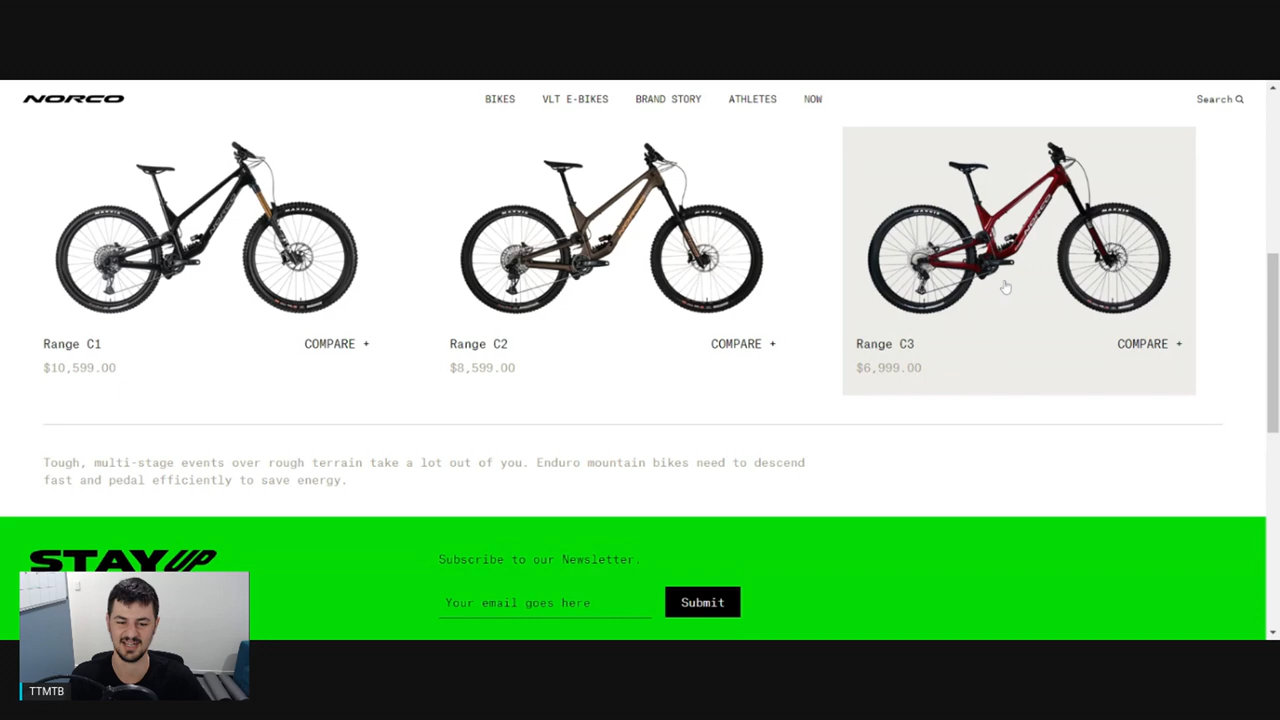 NORCO
BIKES
VLT E-BIKES
BRAND STORY
ATHLETES
NOW
Search
Range C1
COMPARE +
$10,599.00
Range C2
COMPARE +
$8,599.00
Range C3
COMPARE +
$6,999.00
Tough, multi-stage events over rough terrain take a lot out of you. Enduro mountain bikes need to descend
fast and pedal efficiently to save energy.
STAY UP
Subscribe to our Newsletter.
Your email goes here
Submit
TTMTB